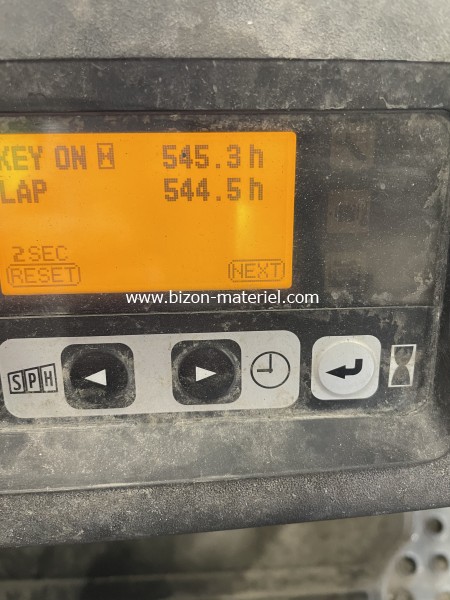 KEY ON 545.3 h
LAP 544.5 h
2 SEC
RESET NEXT
www.bizon-materiel.com
SPH